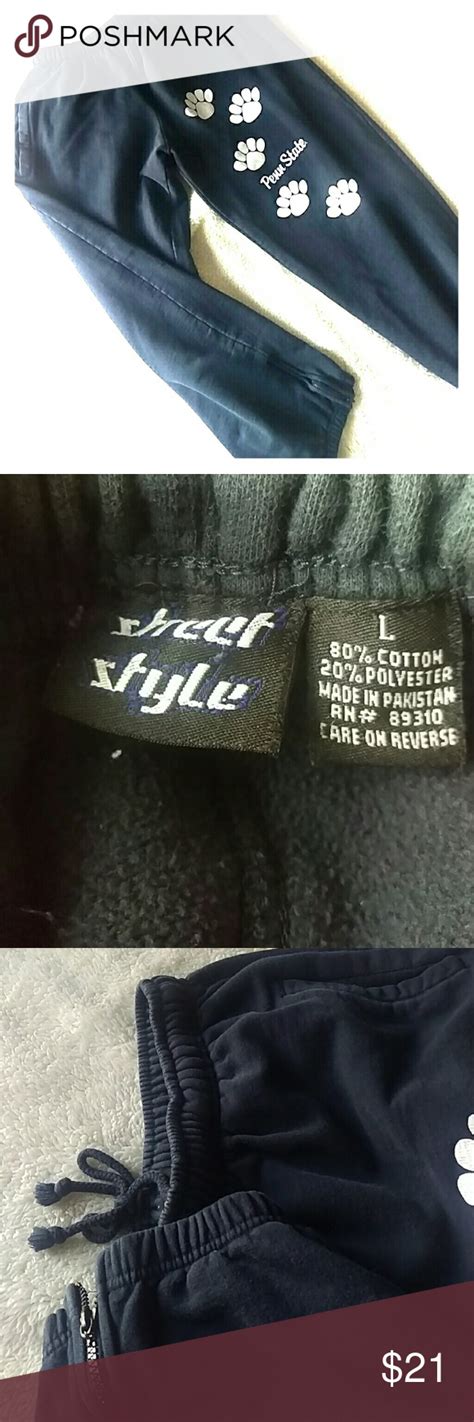 POSHMARK
Penn State
street
style
L
80% COTTON
20% POLYESTER
MADE IN PAKISTAN
RN# 89310
CARE ON REVERSE
$21